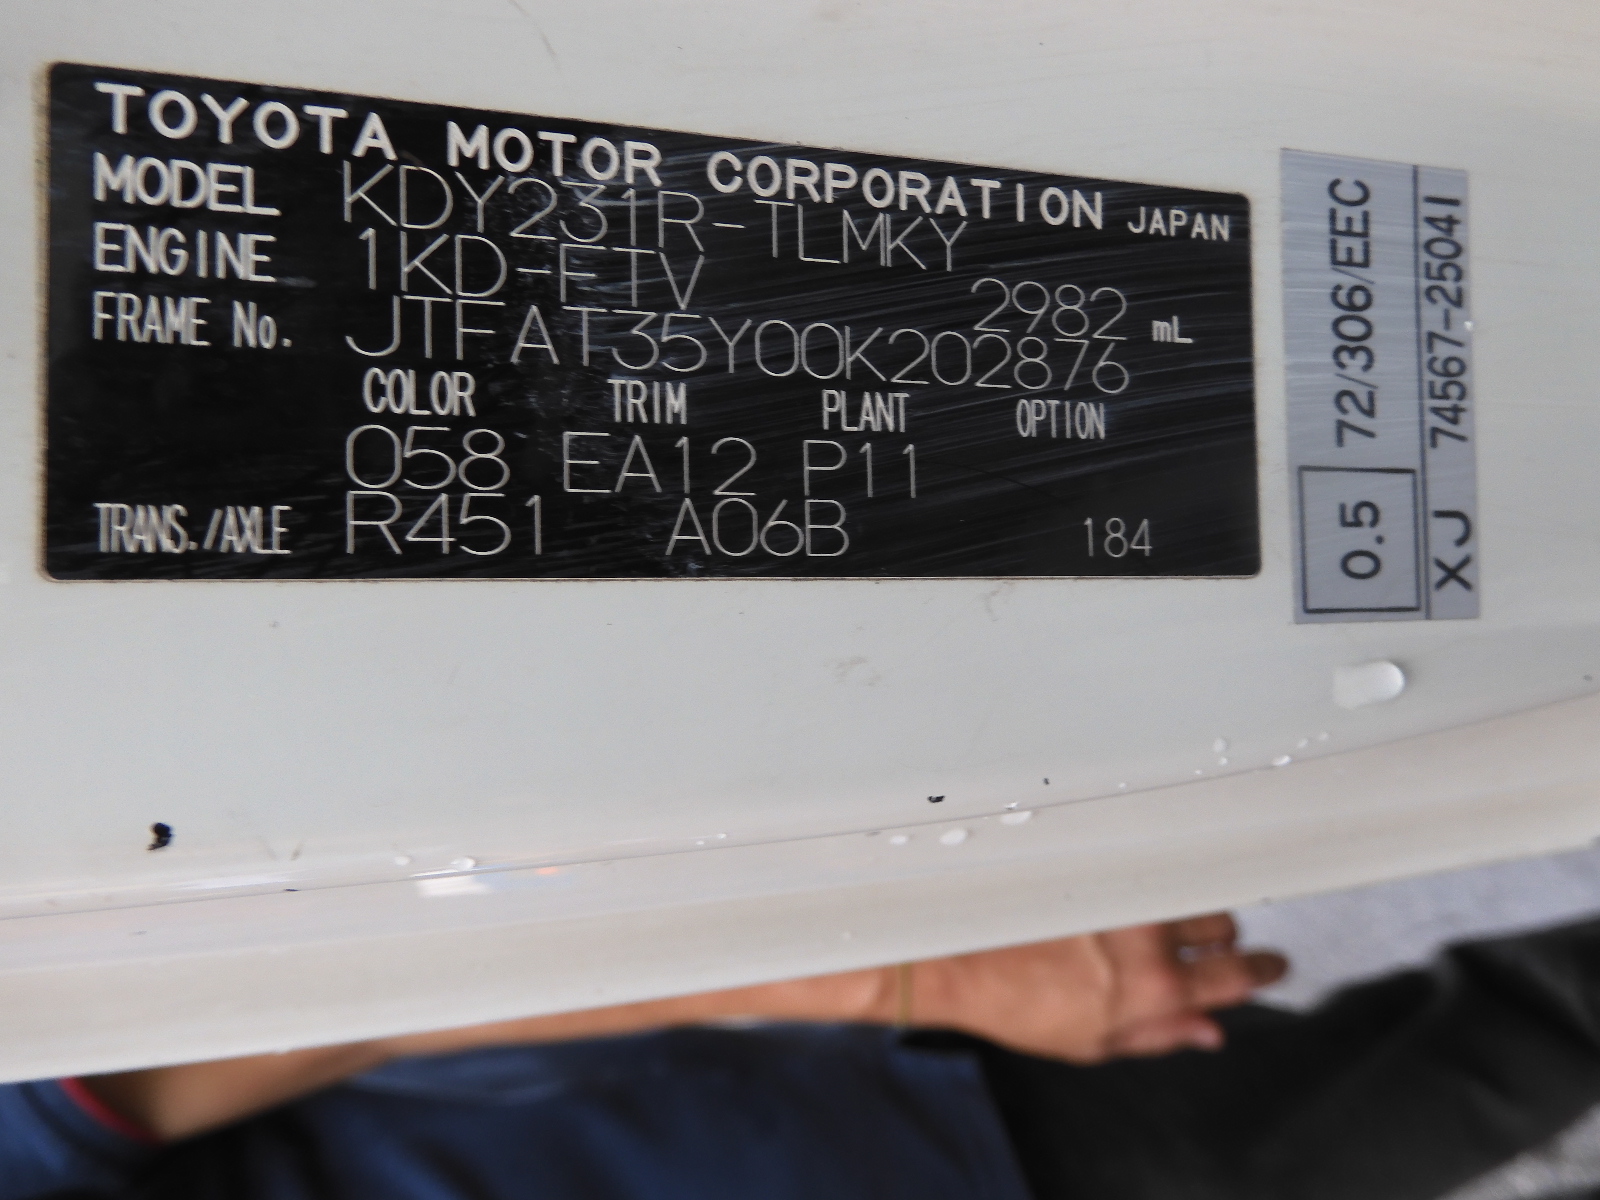 TOYOTA MOTOR CORPORATION JAPAN
MODEL KDY231R-TLMKY
ENGINE 1KD-FTV 2982 mL
FRAME No. JTFAT35Y00K202876
COLOR TRIM PLANT OPTION
058 EA12 P11
TRANS./AXLE R451 A06B 184
0.5 72/306/EEC
XJ 74567-25041